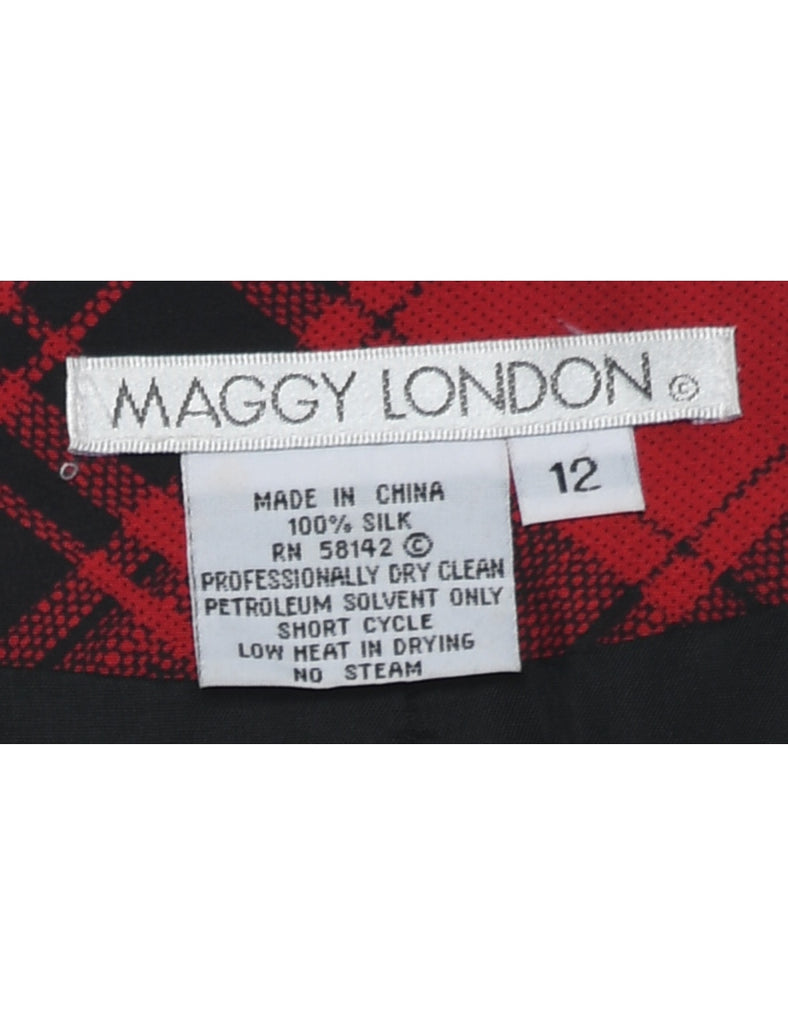 MAGGY LONDON ©
12
MADE IN CHINA
100% SILK
RN 58142 ©
PROFESSIONALLY DRY CLEAN
PETROLEUM SOLVENT ONLY
SHORT CYCLE
LOW HEAT IN DRYING
NO STEAM